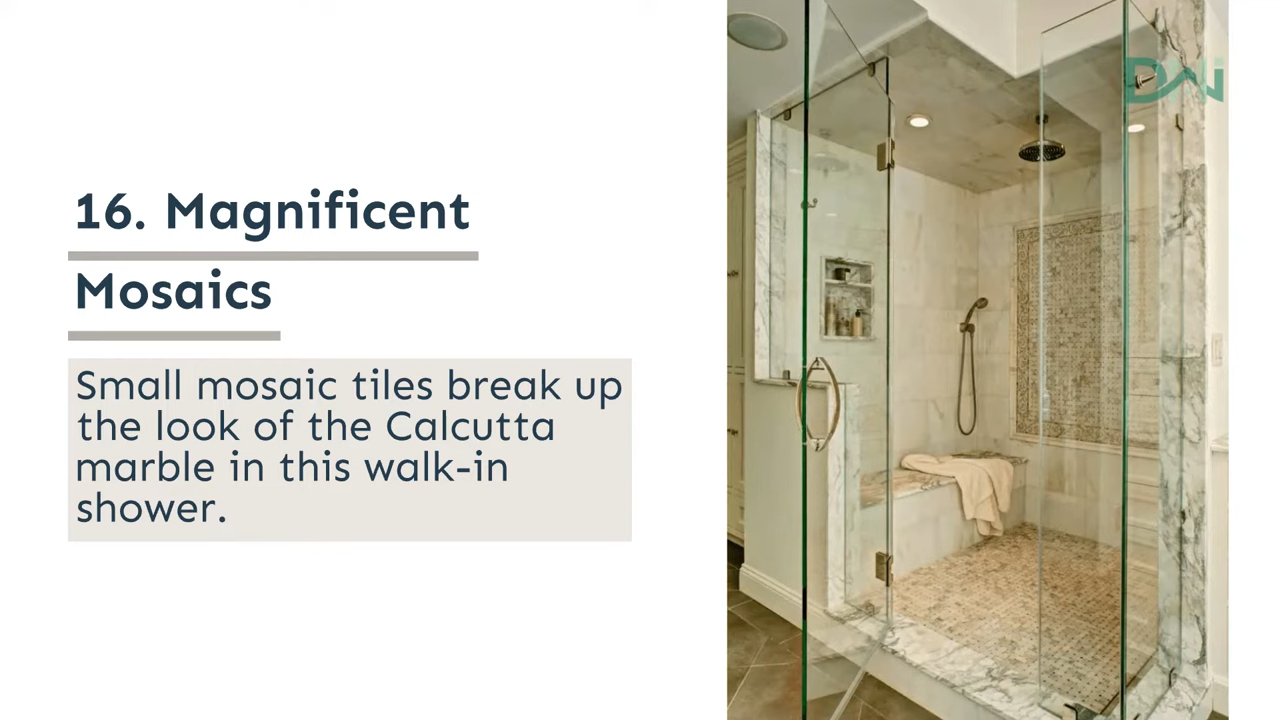 16. Magnificent
Mosaics
Small mosaic tiles break up
the look of the Calcutta
marble in this walk-in
shower.